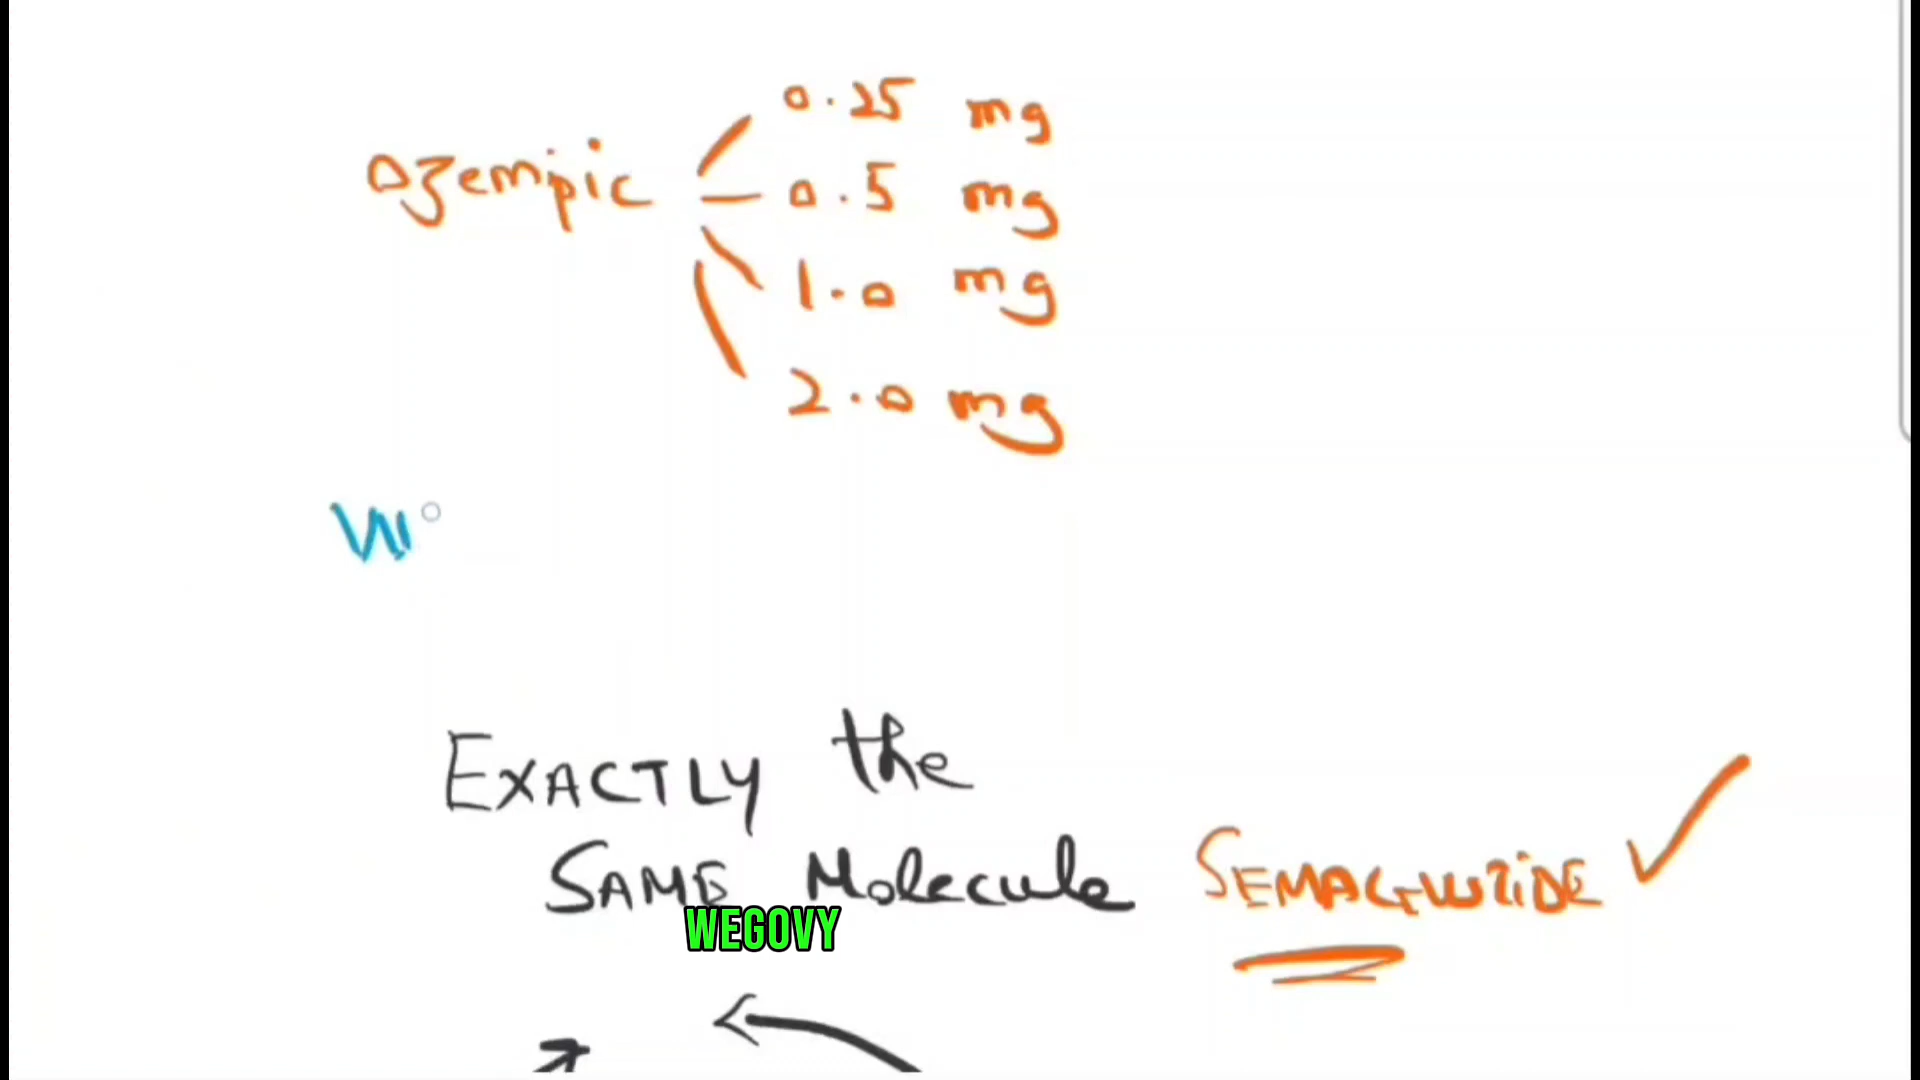 0.25 mg
Ozempic 0.5 mg
1.0 mg
2.0 mg
W
EXACTLY the
SAME Molecule SEMAGLUTIDE
WEGOVY